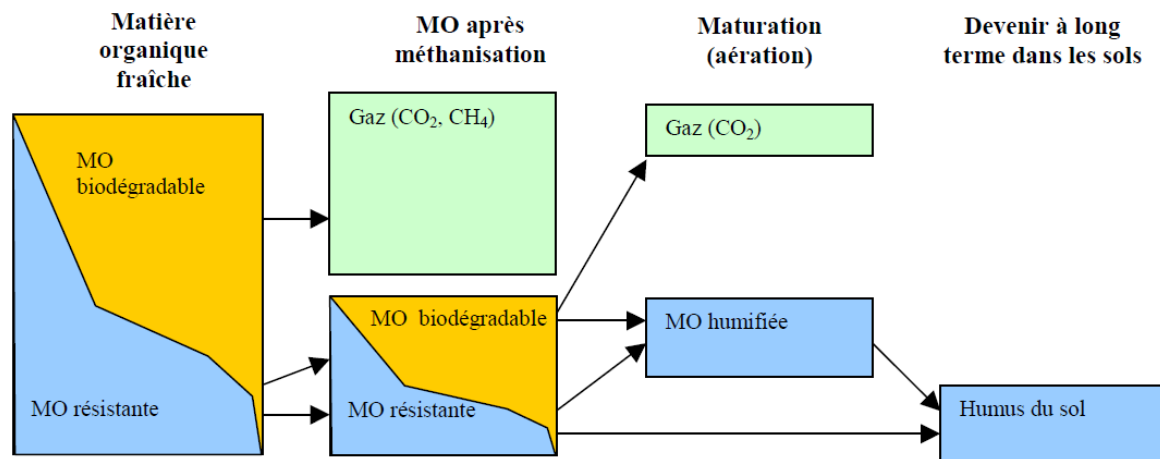 Matière
organique
fraîche
MO après
méthanisation
Maturation
(aération)
Devenir à long
terme dans les sols
MO
biodégradable
MO résistante
Gaz (CO₂, CH₄)
MO biodégradable
MO résistante
Gaz (CO₂)
MO humifiée
Humus du sol